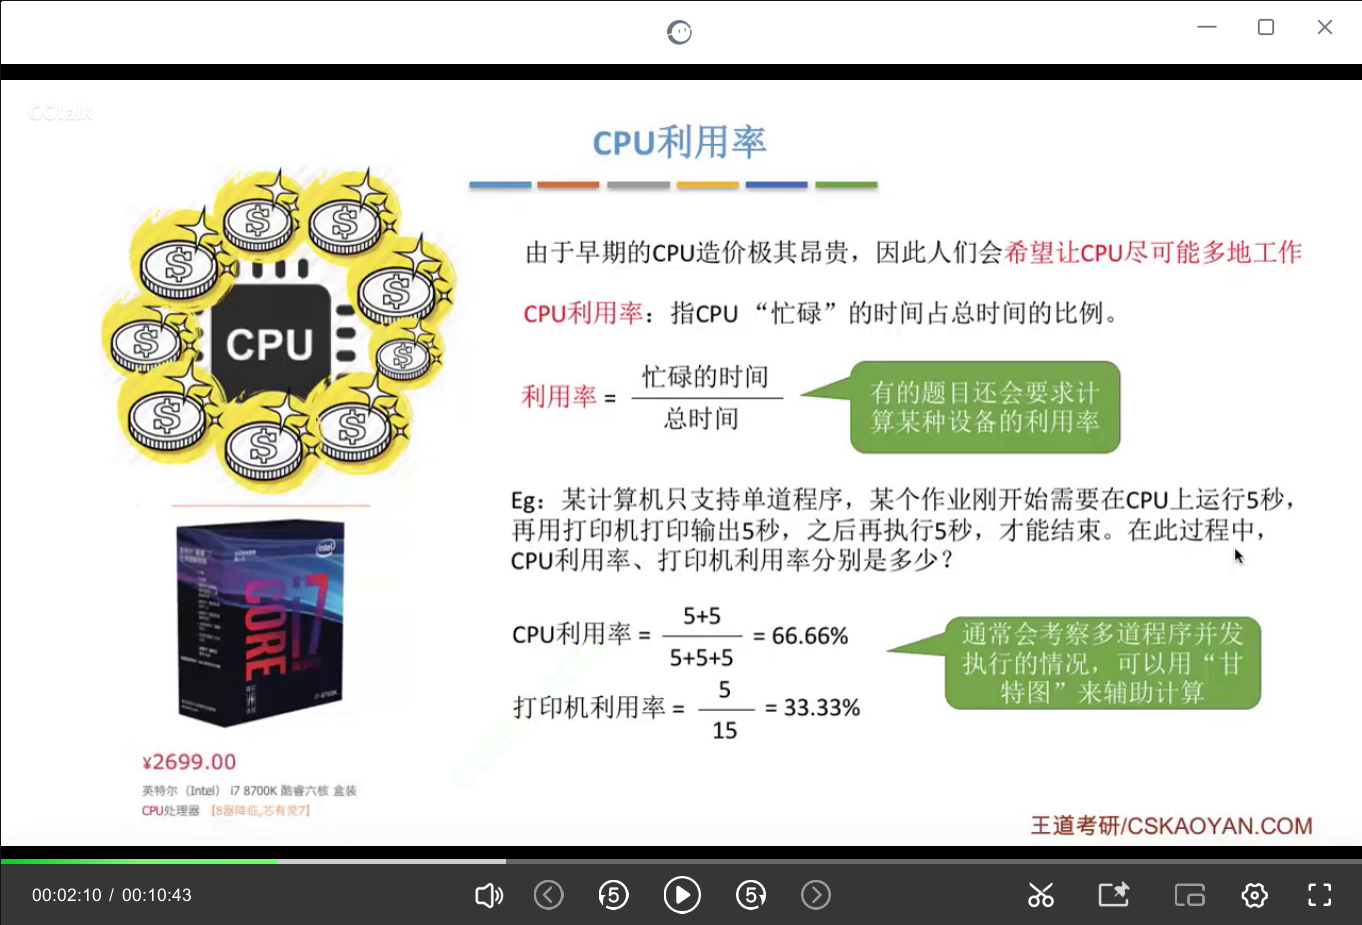 CCtalk
CPU利用率
由于早期的CPU造价极其昂贵，因此人们会希望让CPU尽可能多地工作
CPU利用率：指CPU “忙碌”的时间占总时间的比例。
利用率 = 忙碌的时间
总时间
有的题目还会要求计
算某种设备的利用率
CPU
Eg：某计算机只支持单道程序，某个作业刚开始需要在CPU上运行5秒，
再用打印机打印输出5秒，之后再执行5秒，才能结束。在此过程中，
CPU利用率、打印机利用率分别是多少？
CPU利用率 = 5+5
5+5+5
= 66.66%
打印机利用率 = 5
15
= 33.33%
通常会考察多道程序并发
执行的情况，可以用“甘
特图”来辅助计算
intel
CORE i7
i7-8700K
¥2699.00
英特尔（Intel） i7 8700K 酷睿六核 盒装
CPU处理器 【8器降临,芯有灵7】
王道考研/CSKAOYAN.COM
00:02:10 / 00:10:43
5
5